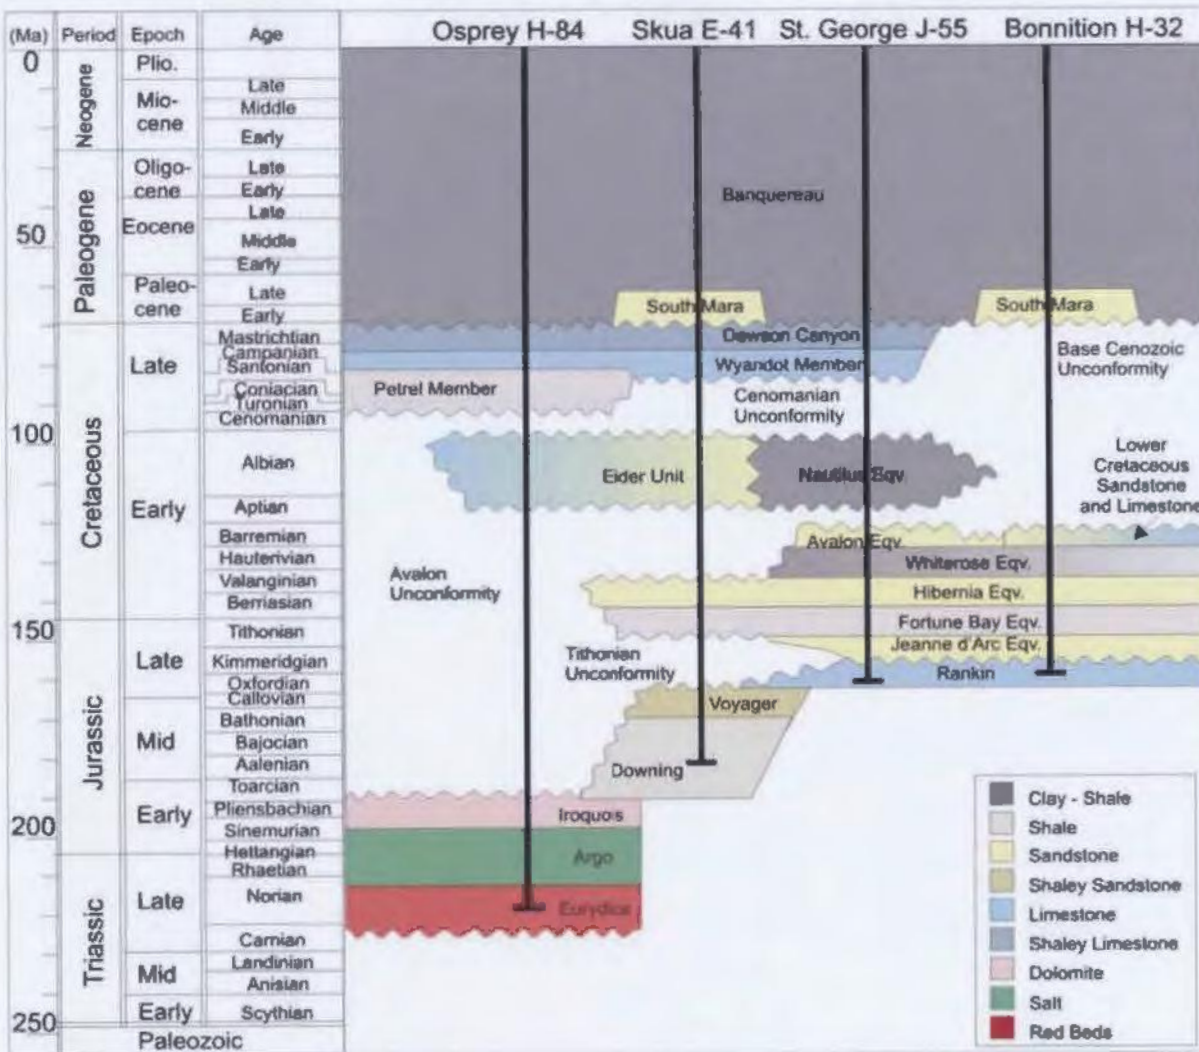 (Ma) Period Epoch Age Osprey H-84 Skua E-41 St. George J-55 Bonnition H-32
0
50
100
150
200
250
Neogene
Paleogene
Cretaceous
Jurassic
Triassic
Plio.
Mio-
cene
Oligo-
cene
Eocene
Paleo-
cene
Late
Early
Late
Mid
Early
Late
Mid
Early
Paleozoic
Late
Middle
Early
Late
Early
Late
Middle
Early
Late
Early
Mastrichtian
Campanian
Santonian
Coniacian
Turonian
Cenomanian
Albian
Aptian
Barremian
Hauterivian
Valanginian
Berriasian
Tithonian
Kimmeridgian
Oxfordian
Callovian
Bathonian
Bajocian
Aalenian
Toarcian
Pliensbachian
Sinemurian
Hettangian
Rhaetian
Norian
Carnian
Landinian
Anisian
Scythian
Banquereau
South Mara
South Mara
Dawson Canyon
Wyandot Member
Petrel Member
Base Cenozoic
Unconformity
Cenomanian
Unconformity
Eider Unit
Nautilus Eqv
Lower
Cretaceous
Sandstone
and Limestone
Avalon Eqv.
Whiterose Eqv.
Avalon
Unconformity
Hibernia Eqv.
Fortune Bay Eqv.
Jeanne d'Arc Eqv.
Tithonian
Unconformity
Rankin
Voyager
Downing
Iroquois
Argo
Eurydice
Clay - Shale
Shale
Sandstone
Shaley Sandstone
Limestone
Shaley Limestone
Dolomite
Salt
Red Beds